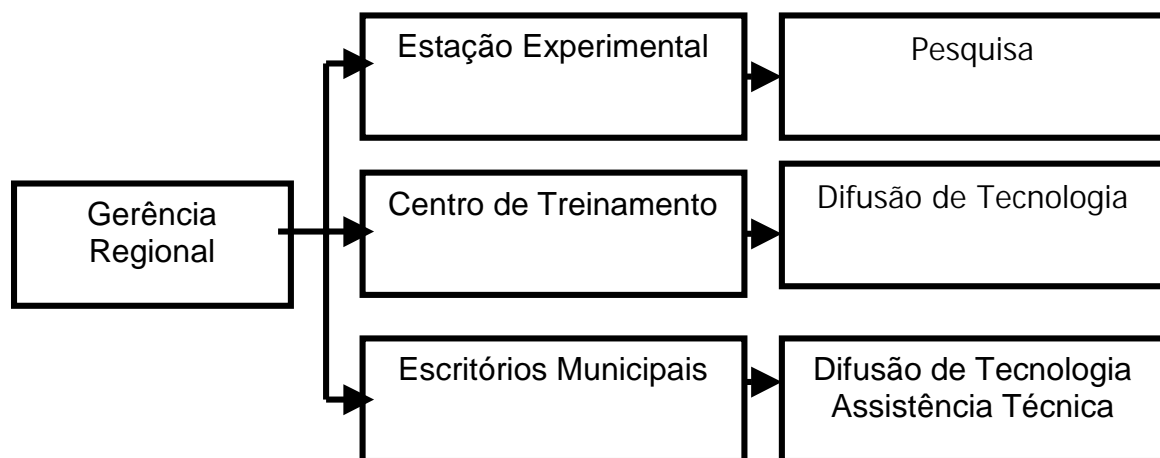 Estação Experimental
Pesquisa
Gerência
Regional
Centro de Treinamento
Difusão de Tecnologia
Escritórios Municipais
Difusão de Tecnologia
Assistência Técnica